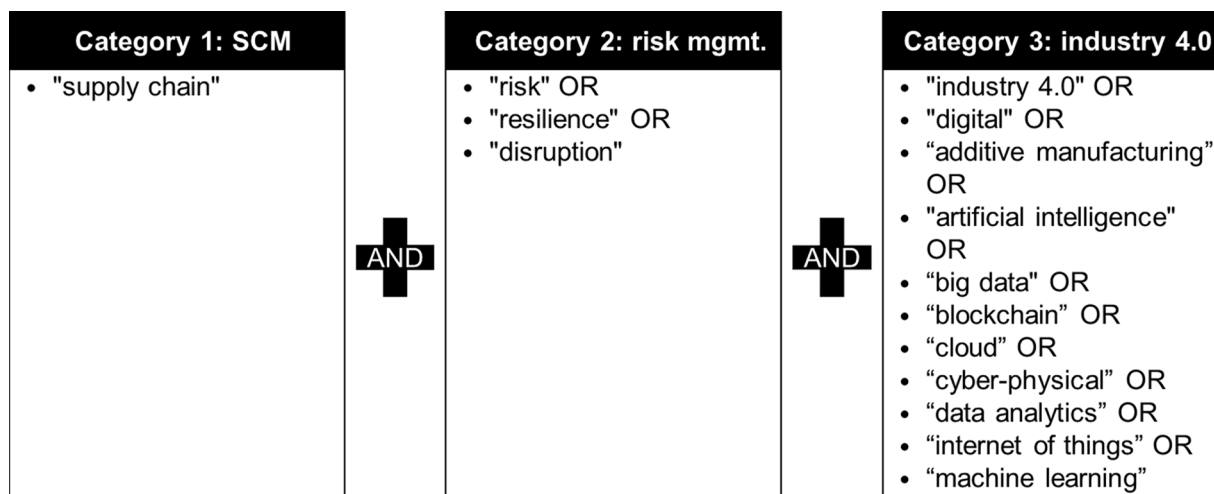 Category 1: SCM
• "supply chain"
AND
Category 2: risk mgmt.
• "risk" OR
• "resilience" OR
• "disruption"
AND
Category 3: industry 4.0
• "industry 4.0" OR
• "digital" OR
• “additive manufacturing”
OR
• "artificial intelligence"
OR
• “big data" OR
• “blockchain” OR
• “cloud” OR
• “cyber-physical” OR
• “data analytics” OR
• “internet of things” OR
• “machine learning”